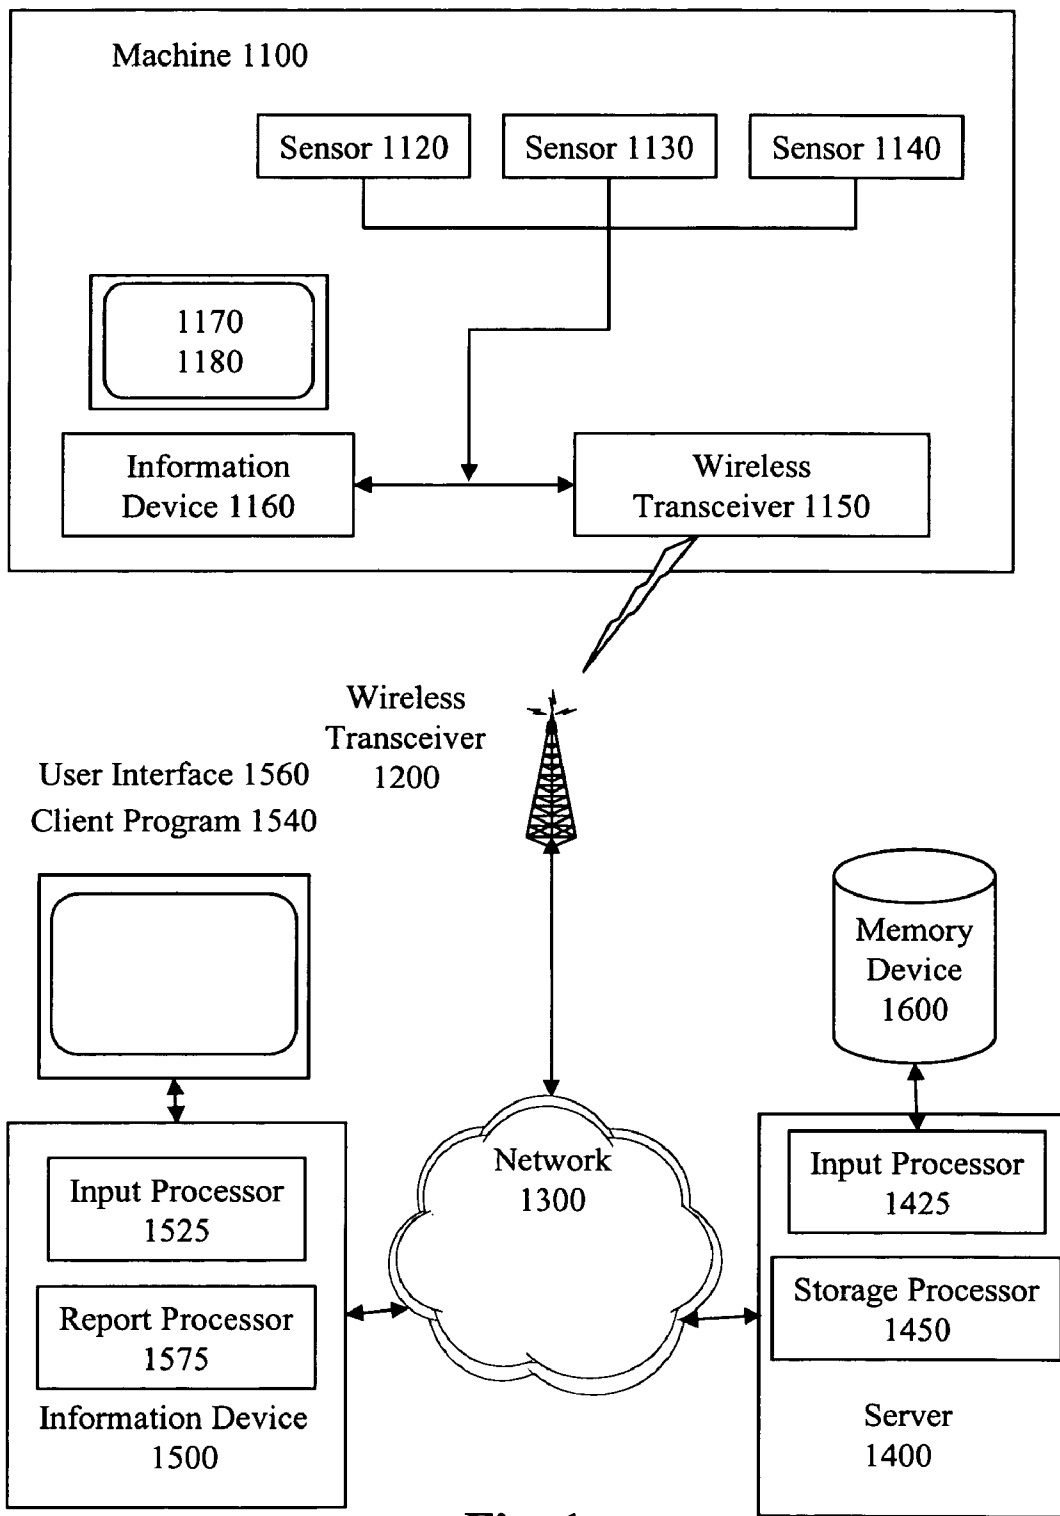 Machine 1100
Sensor 1120
Sensor 1130
Sensor 1140
1170
1180
Information
Device 1160
Wireless
Transceiver 1150
Wireless
Transceiver
1200
User Interface 1560
Client Program 1540
Memory
Device
1600
Network
1300
Input Processor
1525
Report Processor
1575
Information Device
1500
Input Processor
1425
Storage Processor
1450
Server
1400